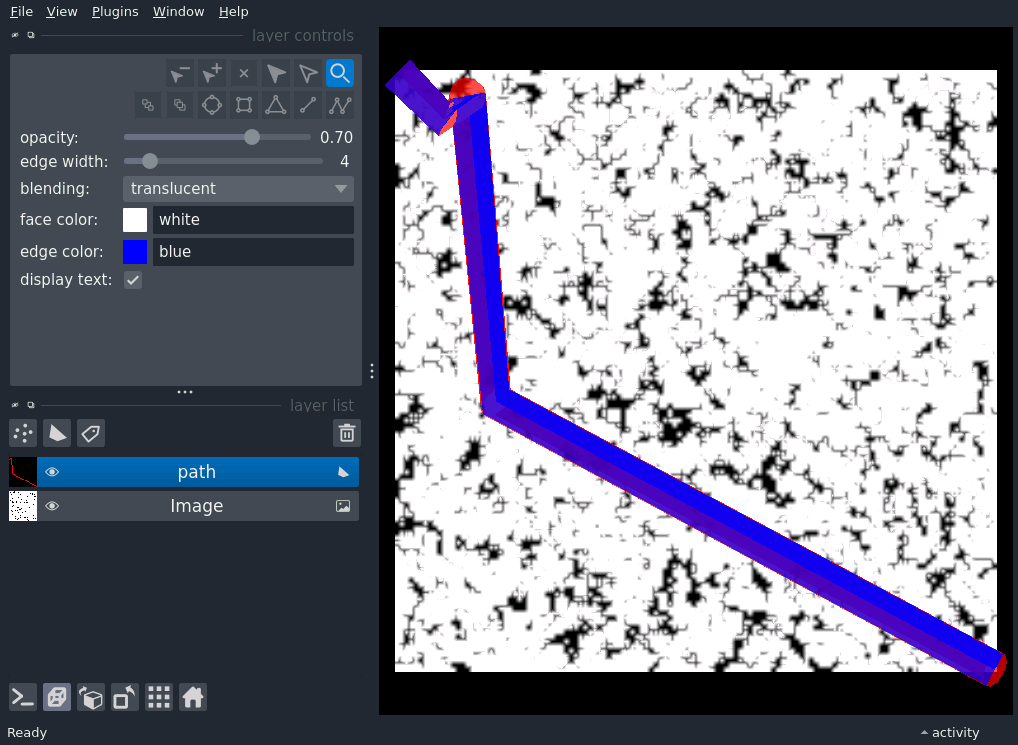 File View Plugins Window Help
layer controls
opacity: 0.70
edge width: 4
blending: translucent
face color: white
edge color: blue
display text:
layer list
path
Image
Ready activity